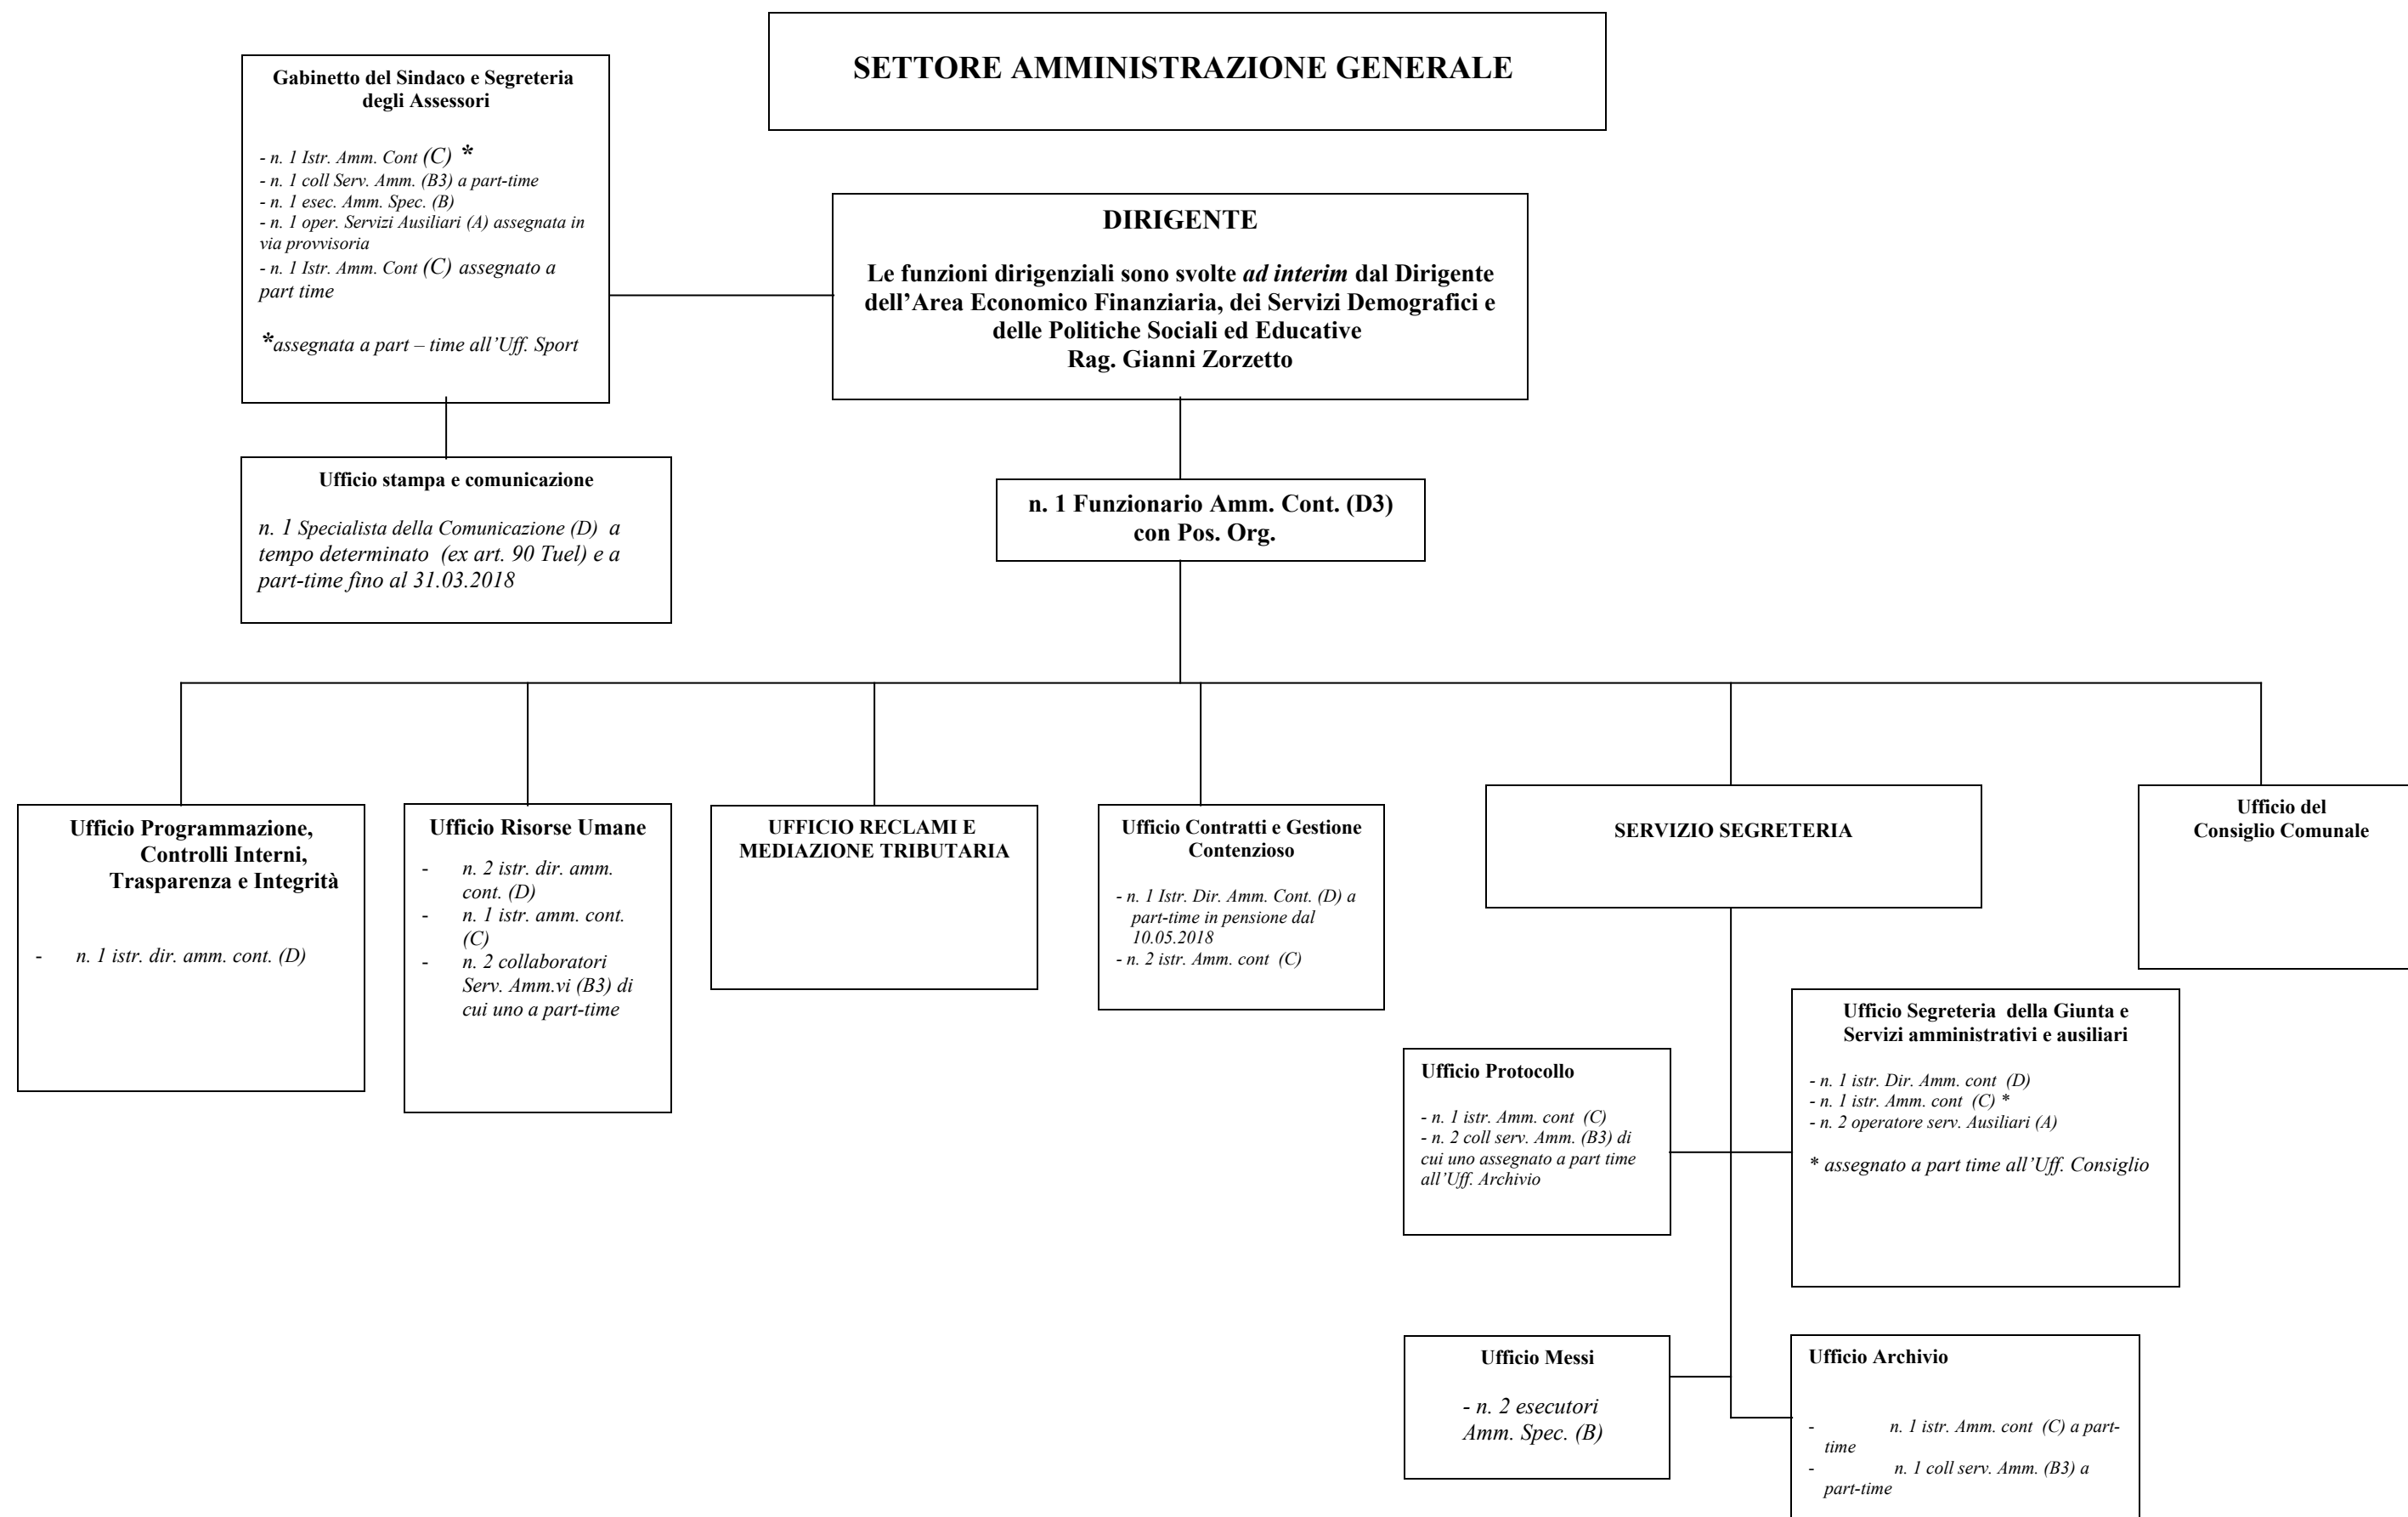 SETTORE AMMINISTRAZIONE GENERALE
Gabinetto del Sindaco e Segreteria
degli Assessori
- n. 1 Istr. Amm. Cont (C) *
- n. 1 coll Serv. Amm. (B3) a part-time
- n. 1 esec. Amm. Spec. (B)
- n. 1 oper. Servizi Ausiliari (A) assegnata in
via provvisoria
- n. 1 Istr. Amm. Cont (C) assegnato a
part time
*assegnata a part – time all’Uff. Sport
DIRIGENTE
Le funzioni dirigenziali sono svolte ad interim dal Dirigente
dell’Area Economico Finanziaria, dei Servizi Demografici e
delle Politiche Sociali ed Educative
Rag. Gianni Zorzetto
Ufficio stampa e comunicazione
n. 1 Specialista della Comunicazione (D) a
tempo determinato (ex art. 90 Tuel) e a
part-time fino al 31.03.2018
n. 1 Funzionario Amm. Cont. (D3)
con Pos. Org.
Ufficio Programmazione,
Controlli Interni,
Trasparenza e Integrità
- n. 1 istr. dir. amm. cont. (D)
Ufficio Risorse Umane
- n. 2 istr. dir. amm.
cont. (D)
- n. 1 istr. amm. cont.
(C)
- n. 2 collaboratori
Serv. Amm.vi (B3) di
cui uno a part-time
UFFICIO RECLAMI E
MEDIAZIONE TRIBUTARIA
Ufficio Contratti e Gestione
Contenzioso
- n. 1 Istr. Dir. Amm. Cont. (D) a
part-time in pensione dal
10.05.2018
- n. 2 istr. Amm. cont (C)
SERVIZIO SEGRETERIA
Ufficio del
Consiglio Comunale
Ufficio Protocollo
- n. 1 istr. Amm. cont (C)
- n. 2 coll serv. Amm. (B3) di
cui uno assegnato a part time
all’Uff. Archivio
Ufficio Segreteria della Giunta e
Servizi amministrativi e ausiliari
- n. 1 istr. Dir. Amm. cont (D)
- n. 1 istr. Amm. cont (C) *
- n. 2 operatore serv. Ausiliari (A)
* assegnato a part time all’Uff. Consiglio
Ufficio Messi
- n. 2 esecutori
Amm. Spec. (B)
Ufficio Archivio
- n. 1 istr. Amm. cont (C) a part-
time
- n. 1 coll serv. Amm. (B3) a
part-time